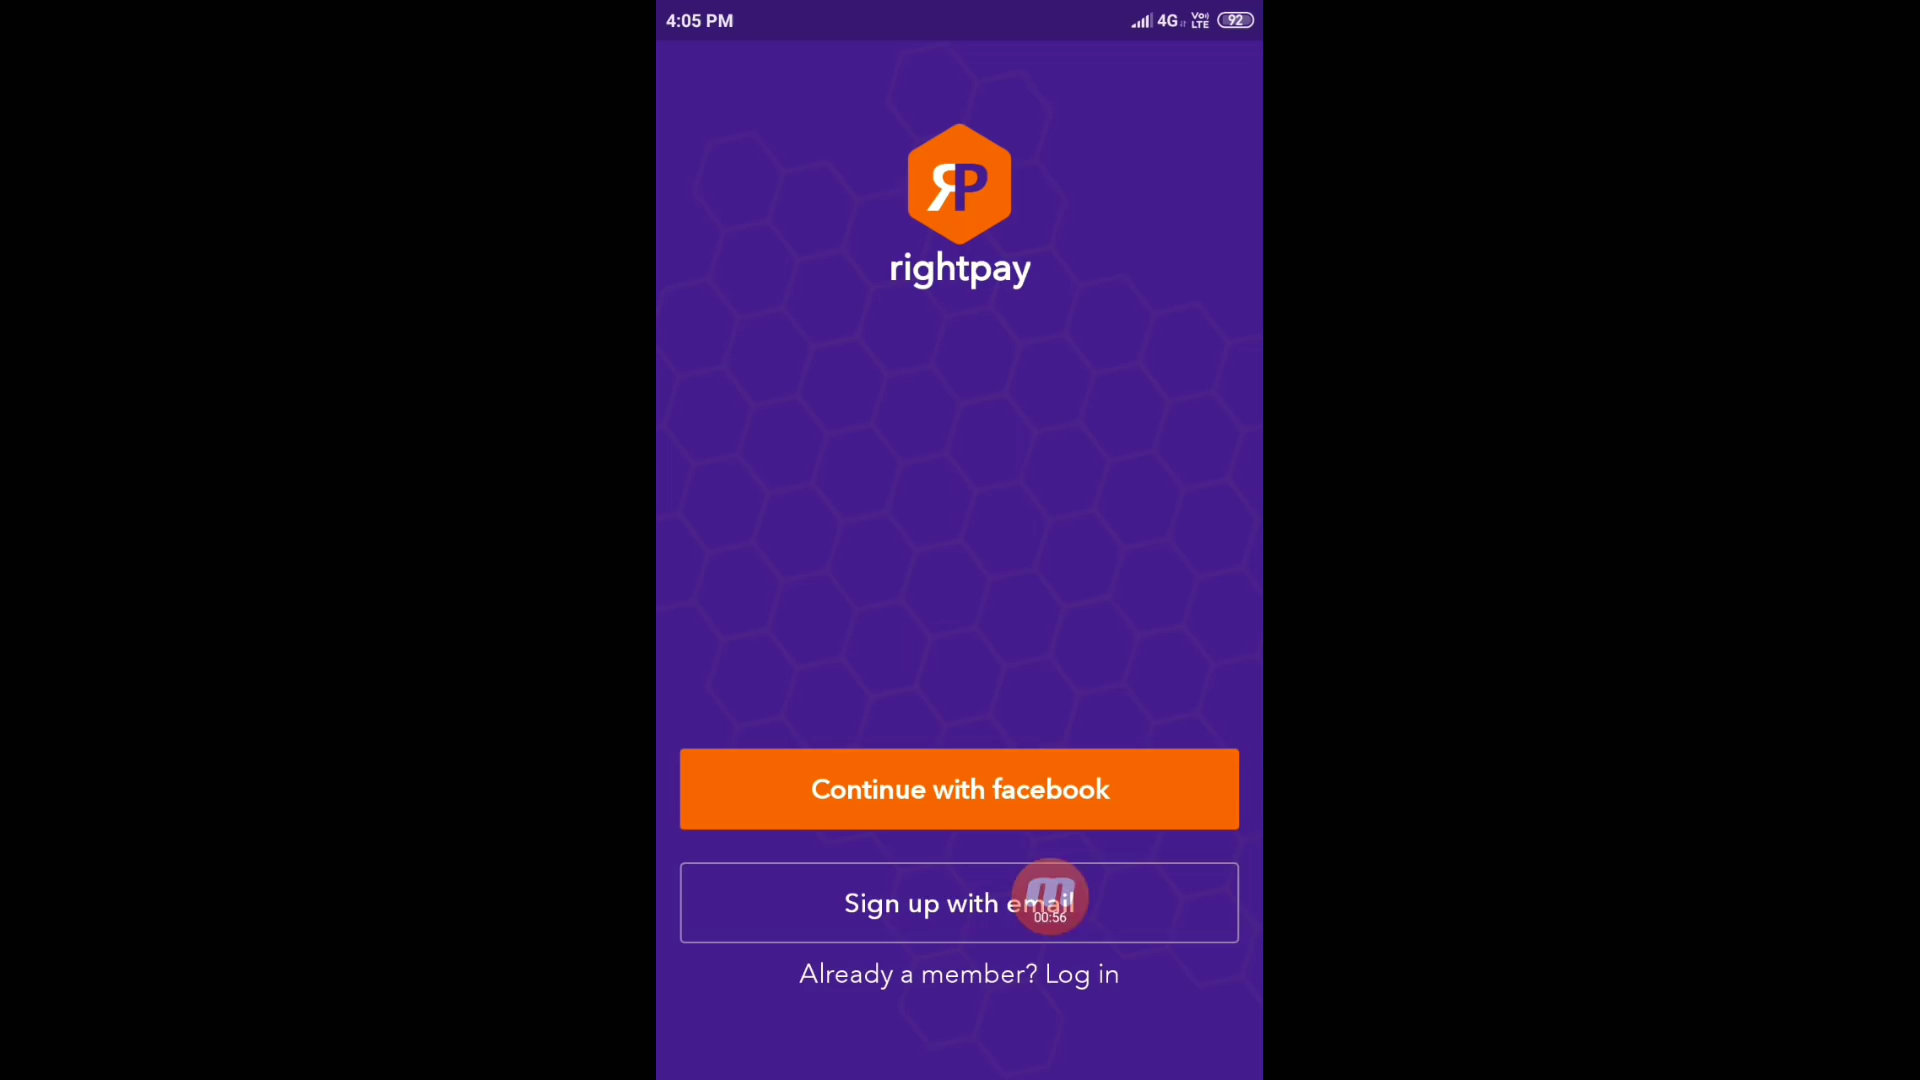 4:05 PM
4G VoLTE 92
RP
rightpay
Continue with facebook
Sign up with email
00:56
Already a member? Log in